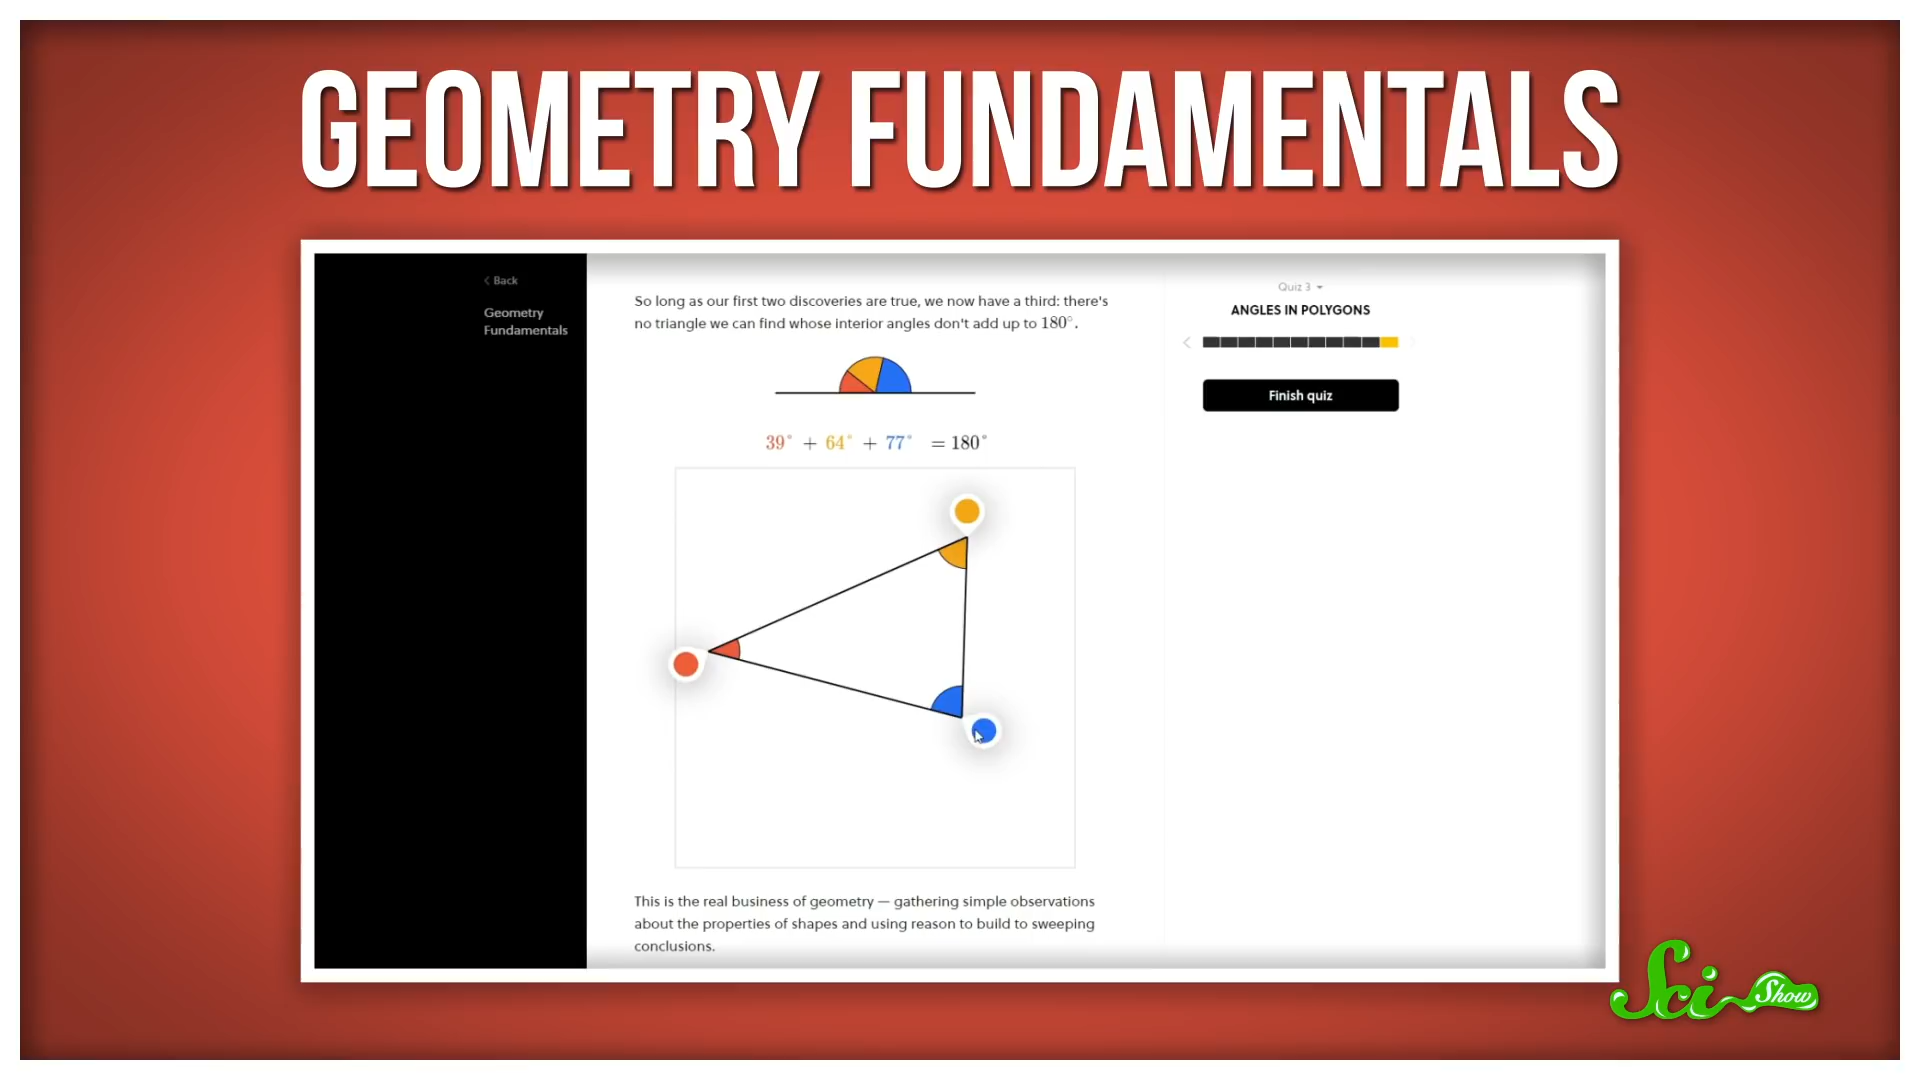 GEOMETRY FUNDAMENTALS
Back
Geometry
Fundamentals
So long as our first two discoveries are true, we now have a third: there's
no triangle we can find whose interior angles don't add up to 180°.
39° + 64° + 77° = 180°
This is the real business of geometry — gathering simple observations
about the properties of shapes and using reason to build to sweeping
conclusions.
Quiz 3
ANGLES IN POLYGONS
Finish quiz
SciShow